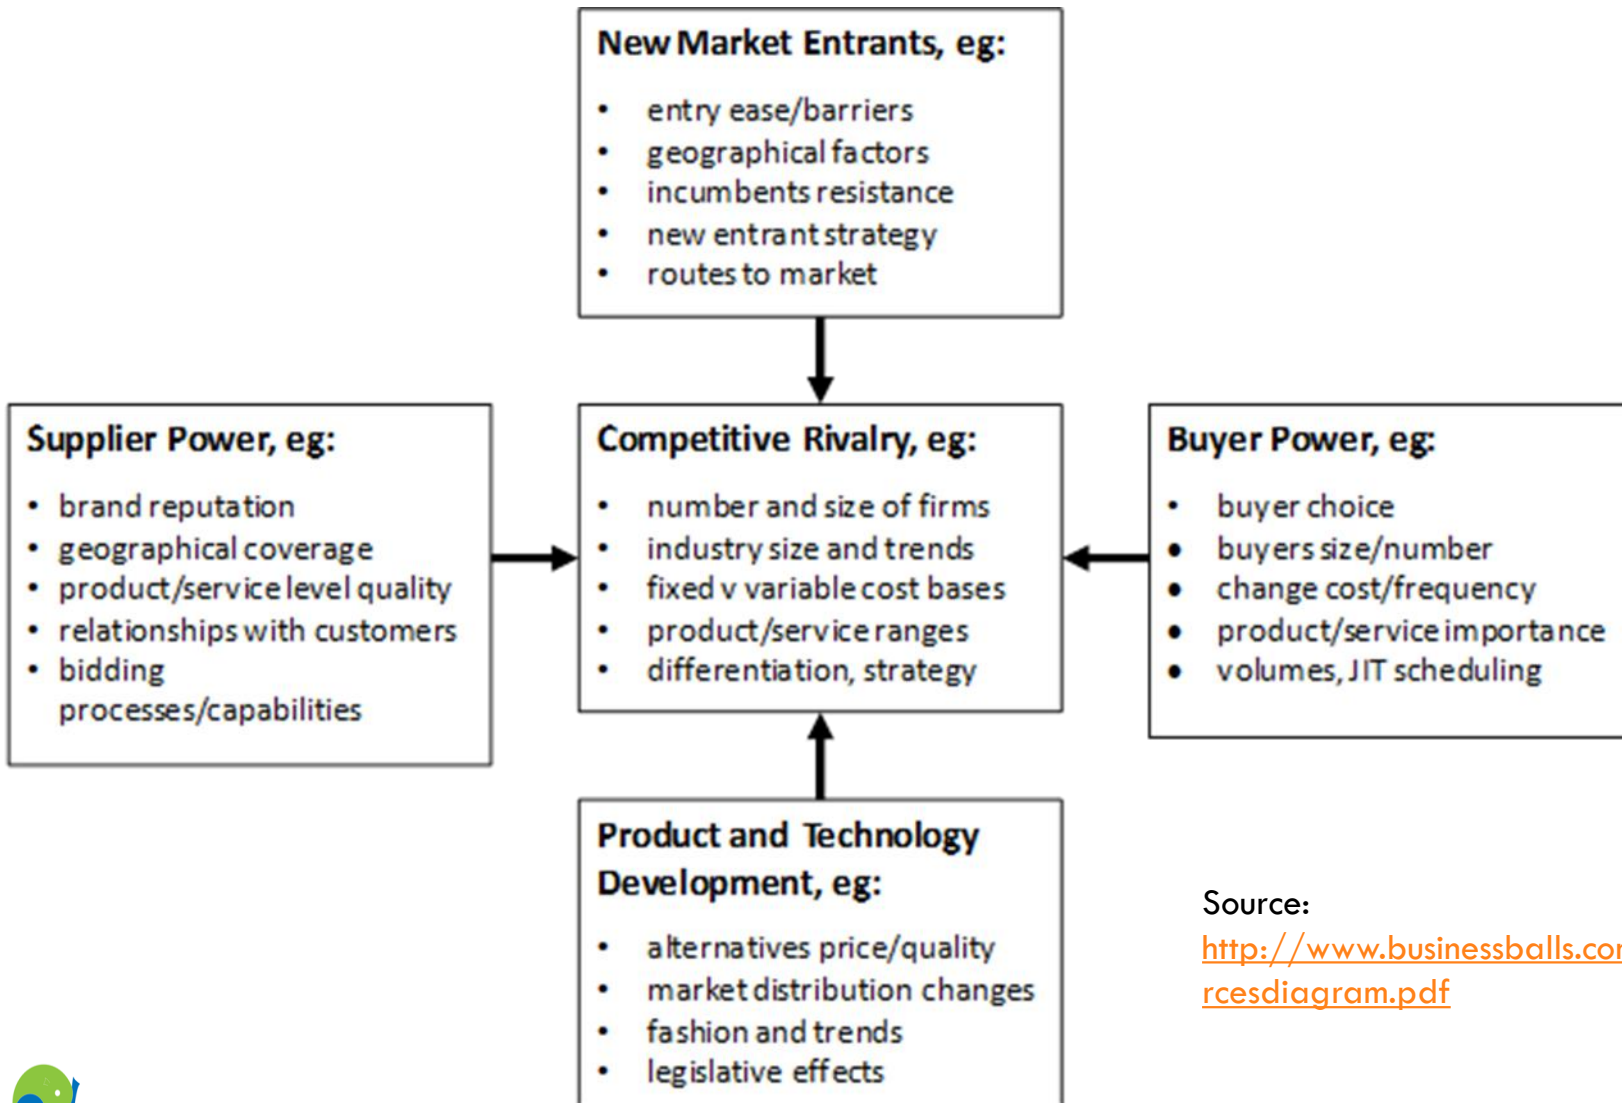 New Market Entrants, eg:
• entry ease/barriers
• geographical factors
• incumbents resistance
• new entrant strategy
• routes to market
Supplier Power, eg:
• brand reputation
• geographical coverage
• product/service level quality
• relationships with customers
• bidding
processes/capabilities
Competitive Rivalry, eg:
• number and size of firms
• industry size and trends
• fixed v variable cost bases
• product/service ranges
• differentiation, strategy
Buyer Power, eg:
• buyer choice
• buyers size/number
• change cost/frequency
• product/service importance
• volumes, JIT scheduling
Product and Technology
Development, eg:
• alternatives price/quality
• market distribution changes
• fashion and trends
• legislative effects
Source:
http://www.businessballs.co
rcesdiagram.pdf